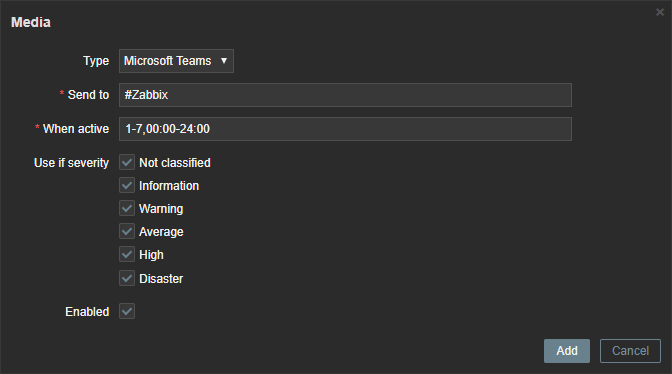 Media
Type Microsoft Teams
* Send to #Zabbix
* When active 1-7,00:00-24:00
Use if severity Not classified
Information
Warning
Average
High
Disaster
Enabled
Add Cancel